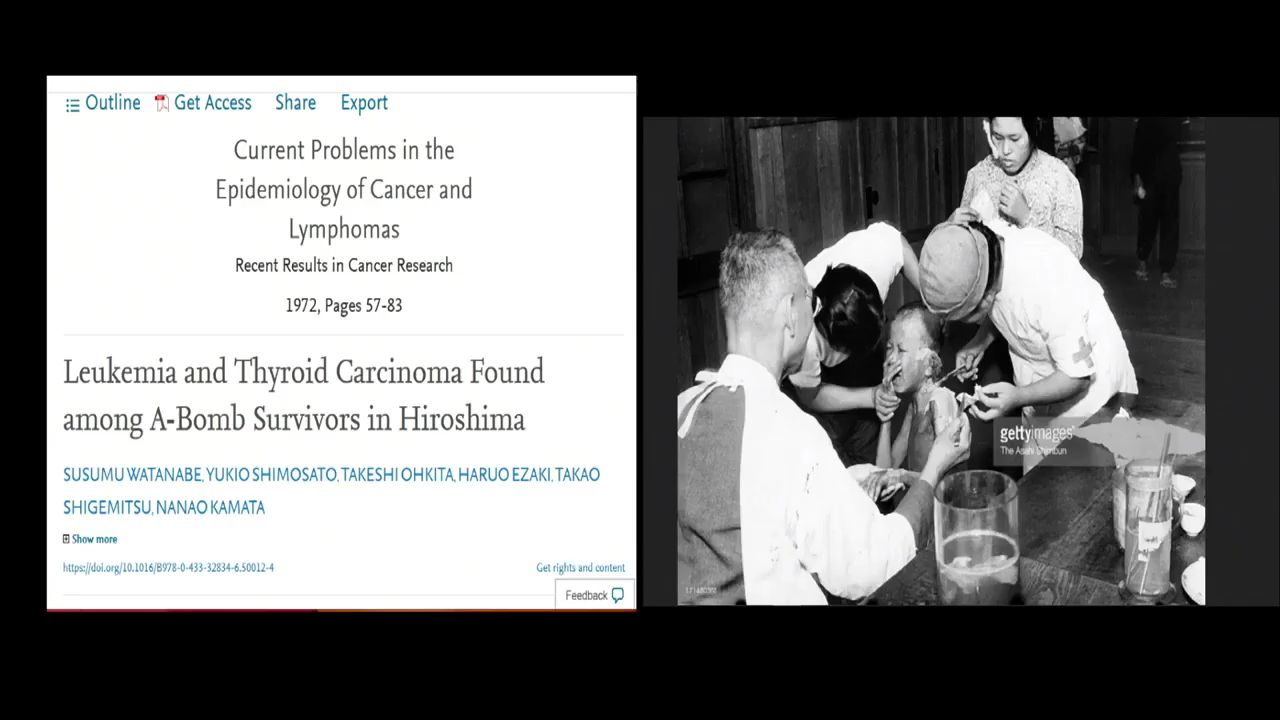 Outline Get Access Share Export
Current Problems in the
Epidemiology of Cancer and
Lymphomas
Recent Results in Cancer Research
1972, Pages 57-83
Leukemia and Thyroid Carcinoma Found
among A-Bomb Survivors in Hiroshima
SUSUMU WATANABE, YUKIO SHIMOSATO, TAKESHI OHKITA, HARUO EZAKI, TAKAO
SHIGEMITSU, NANAO KAMATA
Show more
https://doi.org/10.1016/B978-0-433-32834-6.50012-4 Get rights and content
Feedback
gettyimages
The Asahi Shimbun